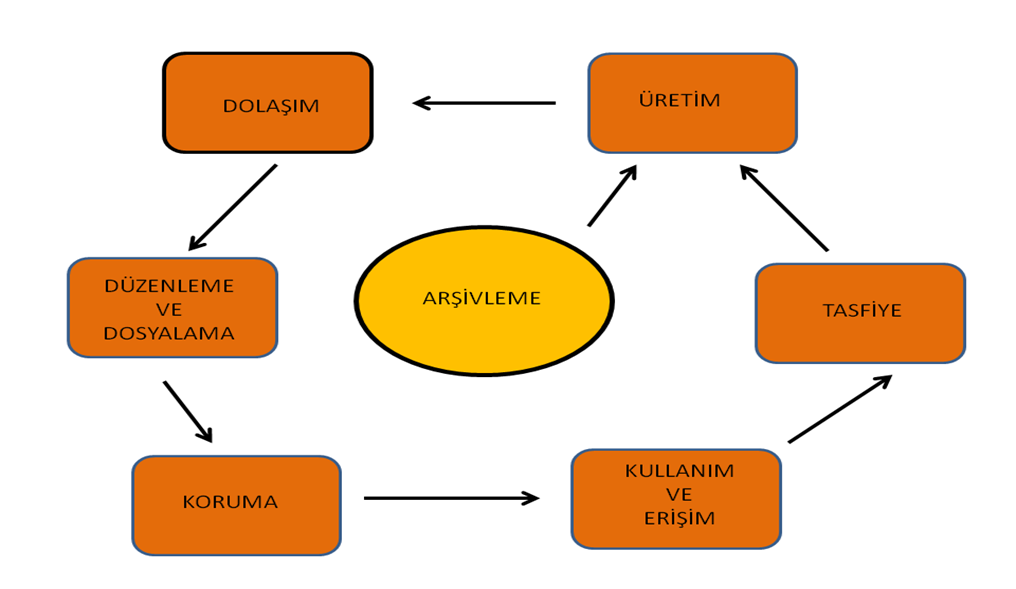 DOLAŞIM
ÜRETİM
DÜZENLEME
VE
DOSYALAMA
ARŞİVLEME
TASFİYE
KORUMA
KULLANIM
VE
ERİŞİM